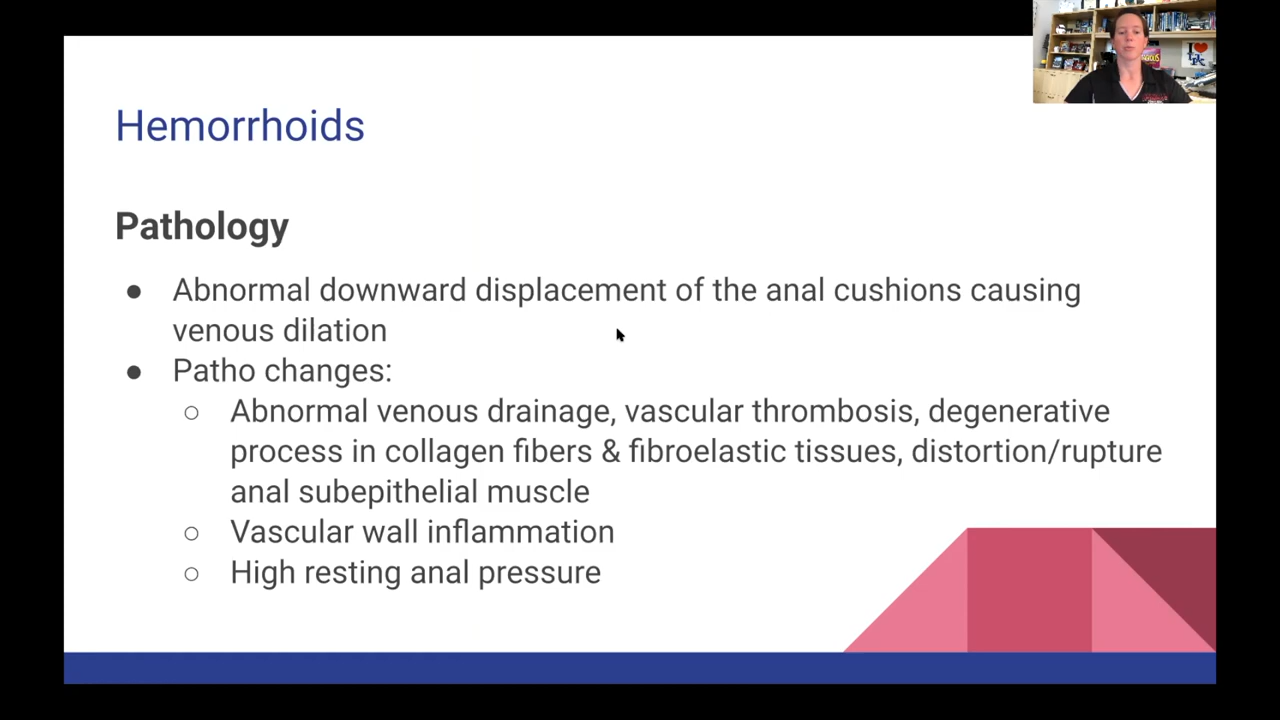 Hemorrhoids
Pathology
● Abnormal downward displacement of the anal cushions causing
venous dilation
● Patho changes:
○ Abnormal venous drainage, vascular thrombosis, degenerative
process in collagen fibers & fibroelastic tissues, distortion/rupture
anal subepithelial muscle
○ Vascular wall inflammation
○ High resting anal pressure